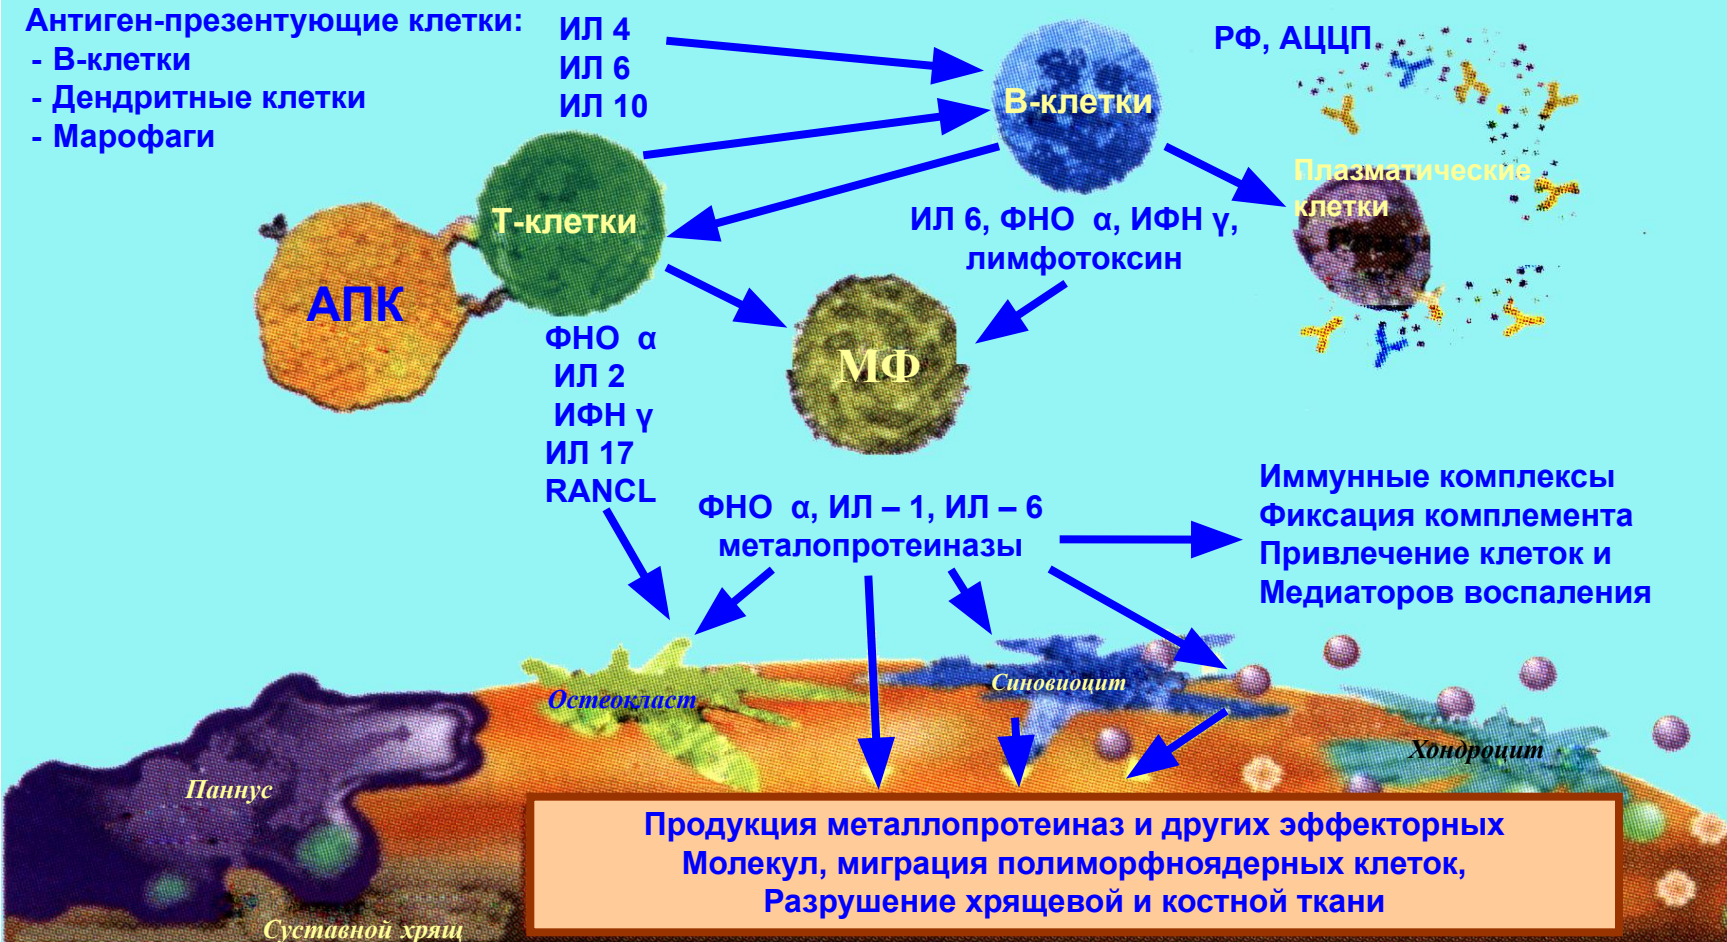 Антиген-презентующие клетки:
- В-клетки
- Дендритные клетки
- Марофаги
ИЛ 4
ИЛ 6
ИЛ 10
В-клетки
РФ, АЦЦП
Плазматические
клетки
Т-клетки
АПК
ИЛ 6, ФНО α, ИФН γ,
лимфотоксин
МФ
ФНО α
ИЛ 2
ИФН γ
ИЛ 17
RANCL
ФНО α, ИЛ – 1, ИЛ – 6
металопротеиназы
Иммунные комплексы
Фиксация комплемента
Привлечение клеток и
Медиаторов воспаления
Остеокласт
Синовиоцит
Хондроцит
Паннус
Суставной хрящ
Продукция металлопротеиназ и других эффекторных
Молекул, миграция полиморфноядерных клеток,
Разрушение хрящевой и костной ткани